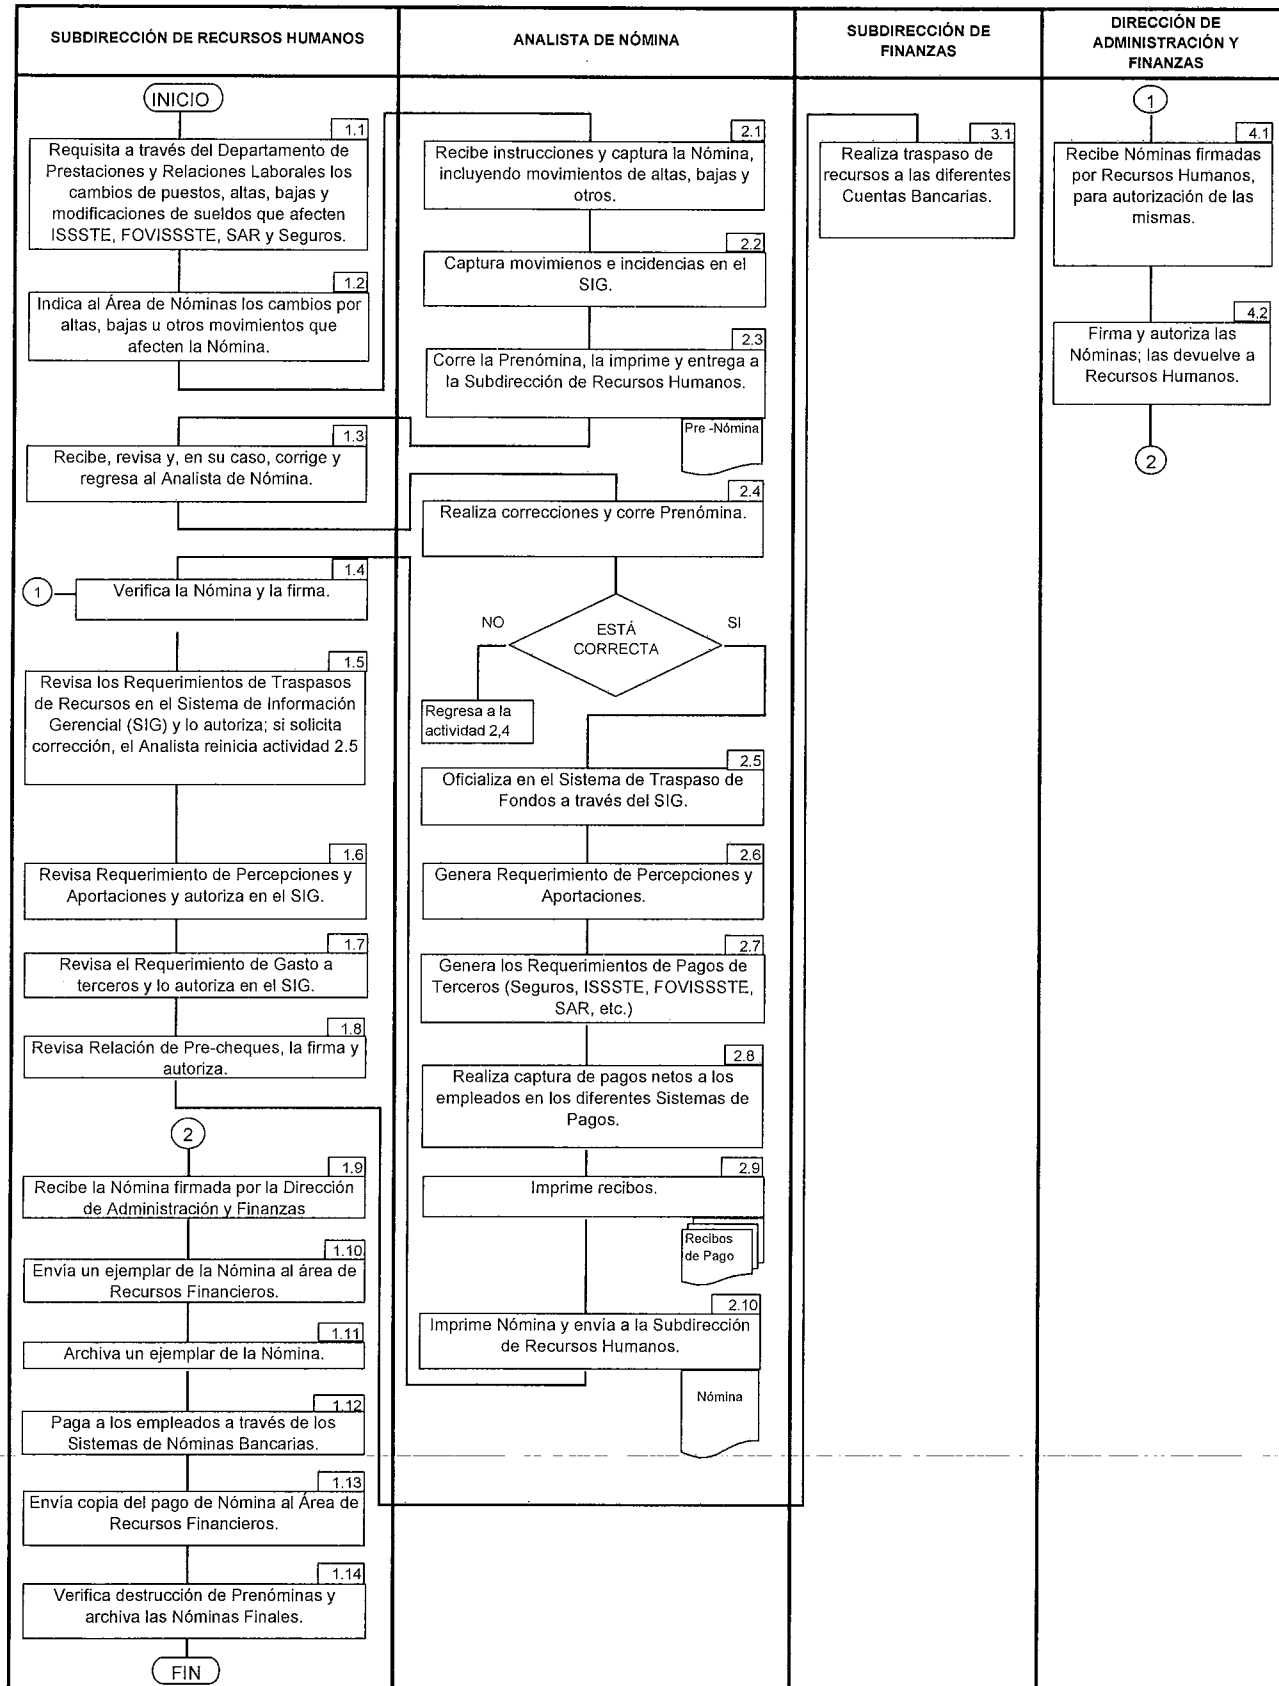 SUBDIRECCIÓN DE RECURSOS HUMANOS
ANALISTA DE NÓMINA
SUBDIRECCIÓN DE
FINANZAS
DIRECCIÓN DE
ADMINISTRACIÓN Y
FINANZAS
INICIO
1.1
Requisita a través del Departamento de
Prestaciones y Relaciones Laborales los
cambios de puestos, altas, bajas y
modificaciones de sueldos que afecten
ISSSTE, FOVISSSTE, SAR y Seguros.
1.2
Indica al Área de Nóminas los cambios por
altas, bajas u otros movimientos que
afecten la Nómina.
1.3
Recibe, revisa y, en su caso, corrige y
regresa al Analista de Nómina.
1.4
1
Verifica la Nómina y la firma.
1.5
Revisa los Requerimientos de Traspasos
de Recursos en el Sistema de Información
Gerencial (SIG) y lo autoriza; si solicita
corrección, el Analista reinicia actividad 2.5
1.6
Revisa Requerimiento de Percepciones y
Aportaciones y autoriza en el SIG.
1.7
Revisa el Requerimiento de Gasto a
terceros y lo autoriza en el SIG.
1.8
Revisa Relación de Pre-cheques, la firma y
autoriza.
2
1.9
Recibe la Nómina firmada por la Dirección
de Administración y Finanzas
1.10
Envía un ejemplar de la Nómina al área de
Recursos Financieros.
1.11
Archiva un ejemplar de la Nómina.
1.12
Paga a los empleados a través de los
Sistemas de Nóminas Bancarias.
1.13
Envía copia del pago de Nómina al Área de
Recursos Financieros.
1.14
Verifica destrucción de Prenóminas y
archiva las Nóminas Finales.
FIN
2.1
Recibe instrucciones y captura la Nómina,
incluyendo movimientos de altas, bajas y
otros.
2.2
Captura movimienos e incidencias en el
SIG.
2.3
Corre la Prenómina, la imprime y entrega a
la Subdirección de Recursos Humanos.
Pre -Nómina
2.4
Realiza correcciones y corre Prenómina.
NO
ESTÁ
CORRECTA
SI
Regresa a la
actividad 2,4
2.5
Oficializa en el Sistema de Traspaso de
Fondos a través del SIG.
2.6
Genera Requerimiento de Percepciones y
Aportaciones.
2.7
Genera los Requerimientos de Pagos de
Terceros (Seguros, ISSSTE, FOVISSSTE,
SAR, etc.)
2.8
Realiza captura de pagos netos a los
empleados en los diferentes Sistemas de
Pagos.
2.9
Imprime recibos.
Recibos
de Pago
2.10
Imprime Nómina y envía a la Subdirección
de Recursos Humanos.
Nómina
3.1
Realiza traspaso de
recursos a las diferentes
Cuentas Bancarias.
1
4.1
Recibe Nóminas firmadas
por Recursos Humanos,
para autorización de las
mismas.
4.2
Firma y autoriza las
Nóminas; las devuelve a
Recursos Humanos.
2